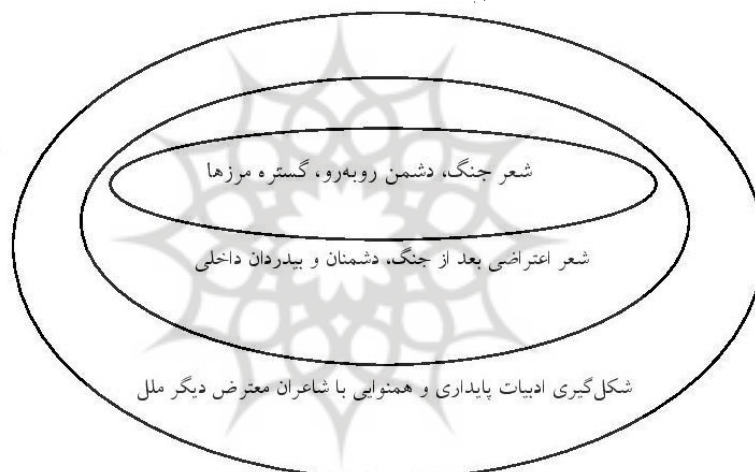 شعر جنگ، دشمن روبه‌رو، گستره مرزها
شعر اعتراضی بعد از جنگ، دشمنان و بیدردان داخلی
شکل‌گیری ادبیات پایداری و همنوایی با شاعران معترض دیگر ملل